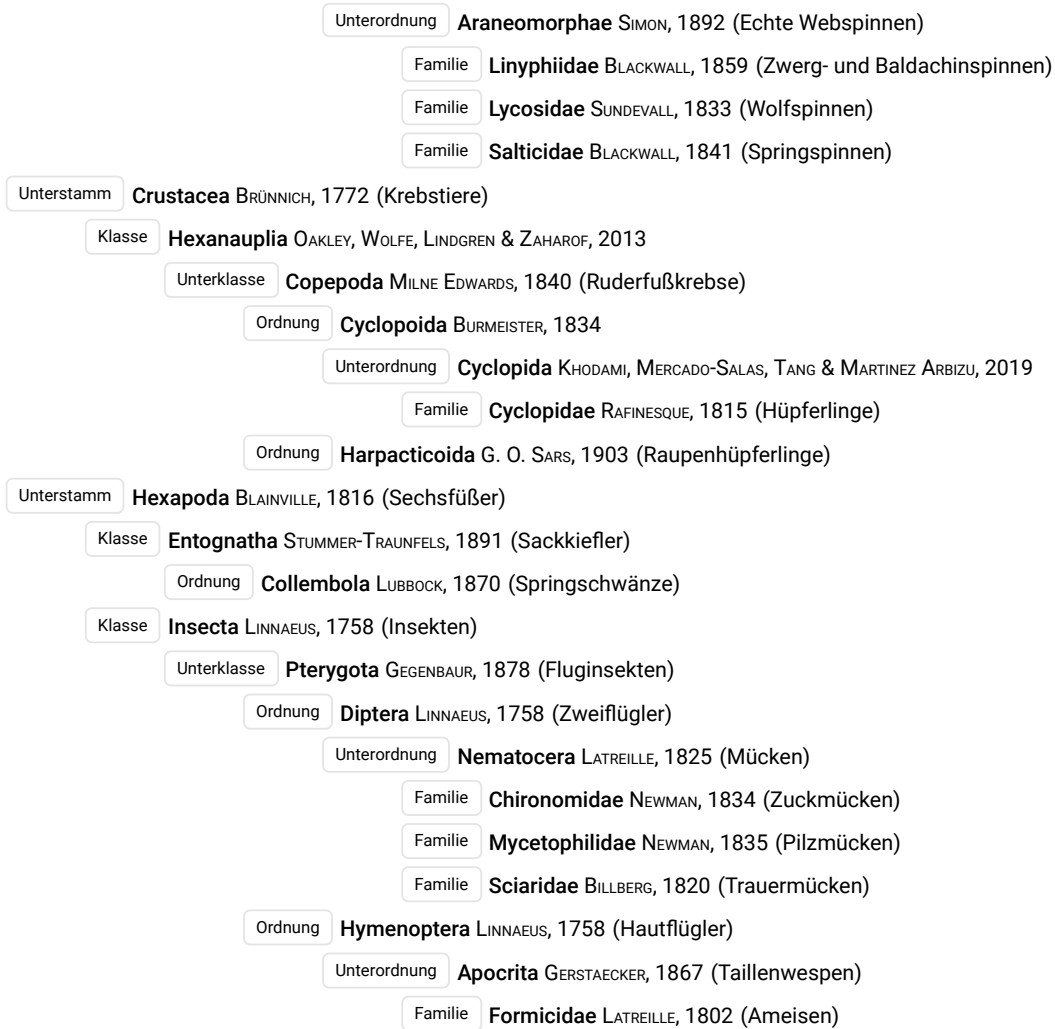 Unterordnung Araneomorphae Simon, 1892 (Echte Webspinnen)
Familie Linyphiidae Blackwall, 1859 (Zwerg- und Baldachinspinnen)
Familie Lycosidae Sundevall, 1833 (Wolfspinnen)
Familie Salticidae Blackwall, 1841 (Springspinnen)
Unterstamm Crustacea Brünnich, 1772 (Krebstiere)
Klasse Hexanauplia Oakley, Wolfe, Lindgren & Zaharof, 2013
Unterklasse Copepoda Milne Edwards, 1840 (Ruderfußkrebse)
Ordnung Cyclopoida Burmeister, 1834
Unterordnung Cyclopida Khodami, Mercado-Salas, Tang & Martinez Arbizu, 2019
Familie Cyclopidae Rafinesque, 1815 (Hüpferlinge)
Ordnung Harpacticoida G. O. Sars, 1903 (Raupenhüpferlinge)
Unterstamm Hexapoda Blainville, 1816 (Sechsfüßer)
Klasse Entognatha Stummer-Traunfels, 1891 (Sackkiefler)
Ordnung Collembola Lubbock, 1870 (Springschwänze)
Klasse Insecta Linnaeus, 1758 (Insekten)
Unterklasse Pterygota Gegenbaur, 1878 (Fluginsekten)
Ordnung Diptera Linnaeus, 1758 (Zweiflügler)
Unterordnung Nematocera Latreille, 1825 (Mücken)
Familie Chironomidae Newman, 1834 (Zuckmücken)
Familie Mycetophilidae Newman, 1835 (Pilzmücken)
Familie Sciaridae Billberg, 1820 (Trauermücken)
Ordnung Hymenoptera Linnaeus, 1758 (Hautflügler)
Unterordnung Apocrita Gerstaecker, 1867 (Taillenwespen)
Familie Formicidae Latreille, 1802 (Ameisen)